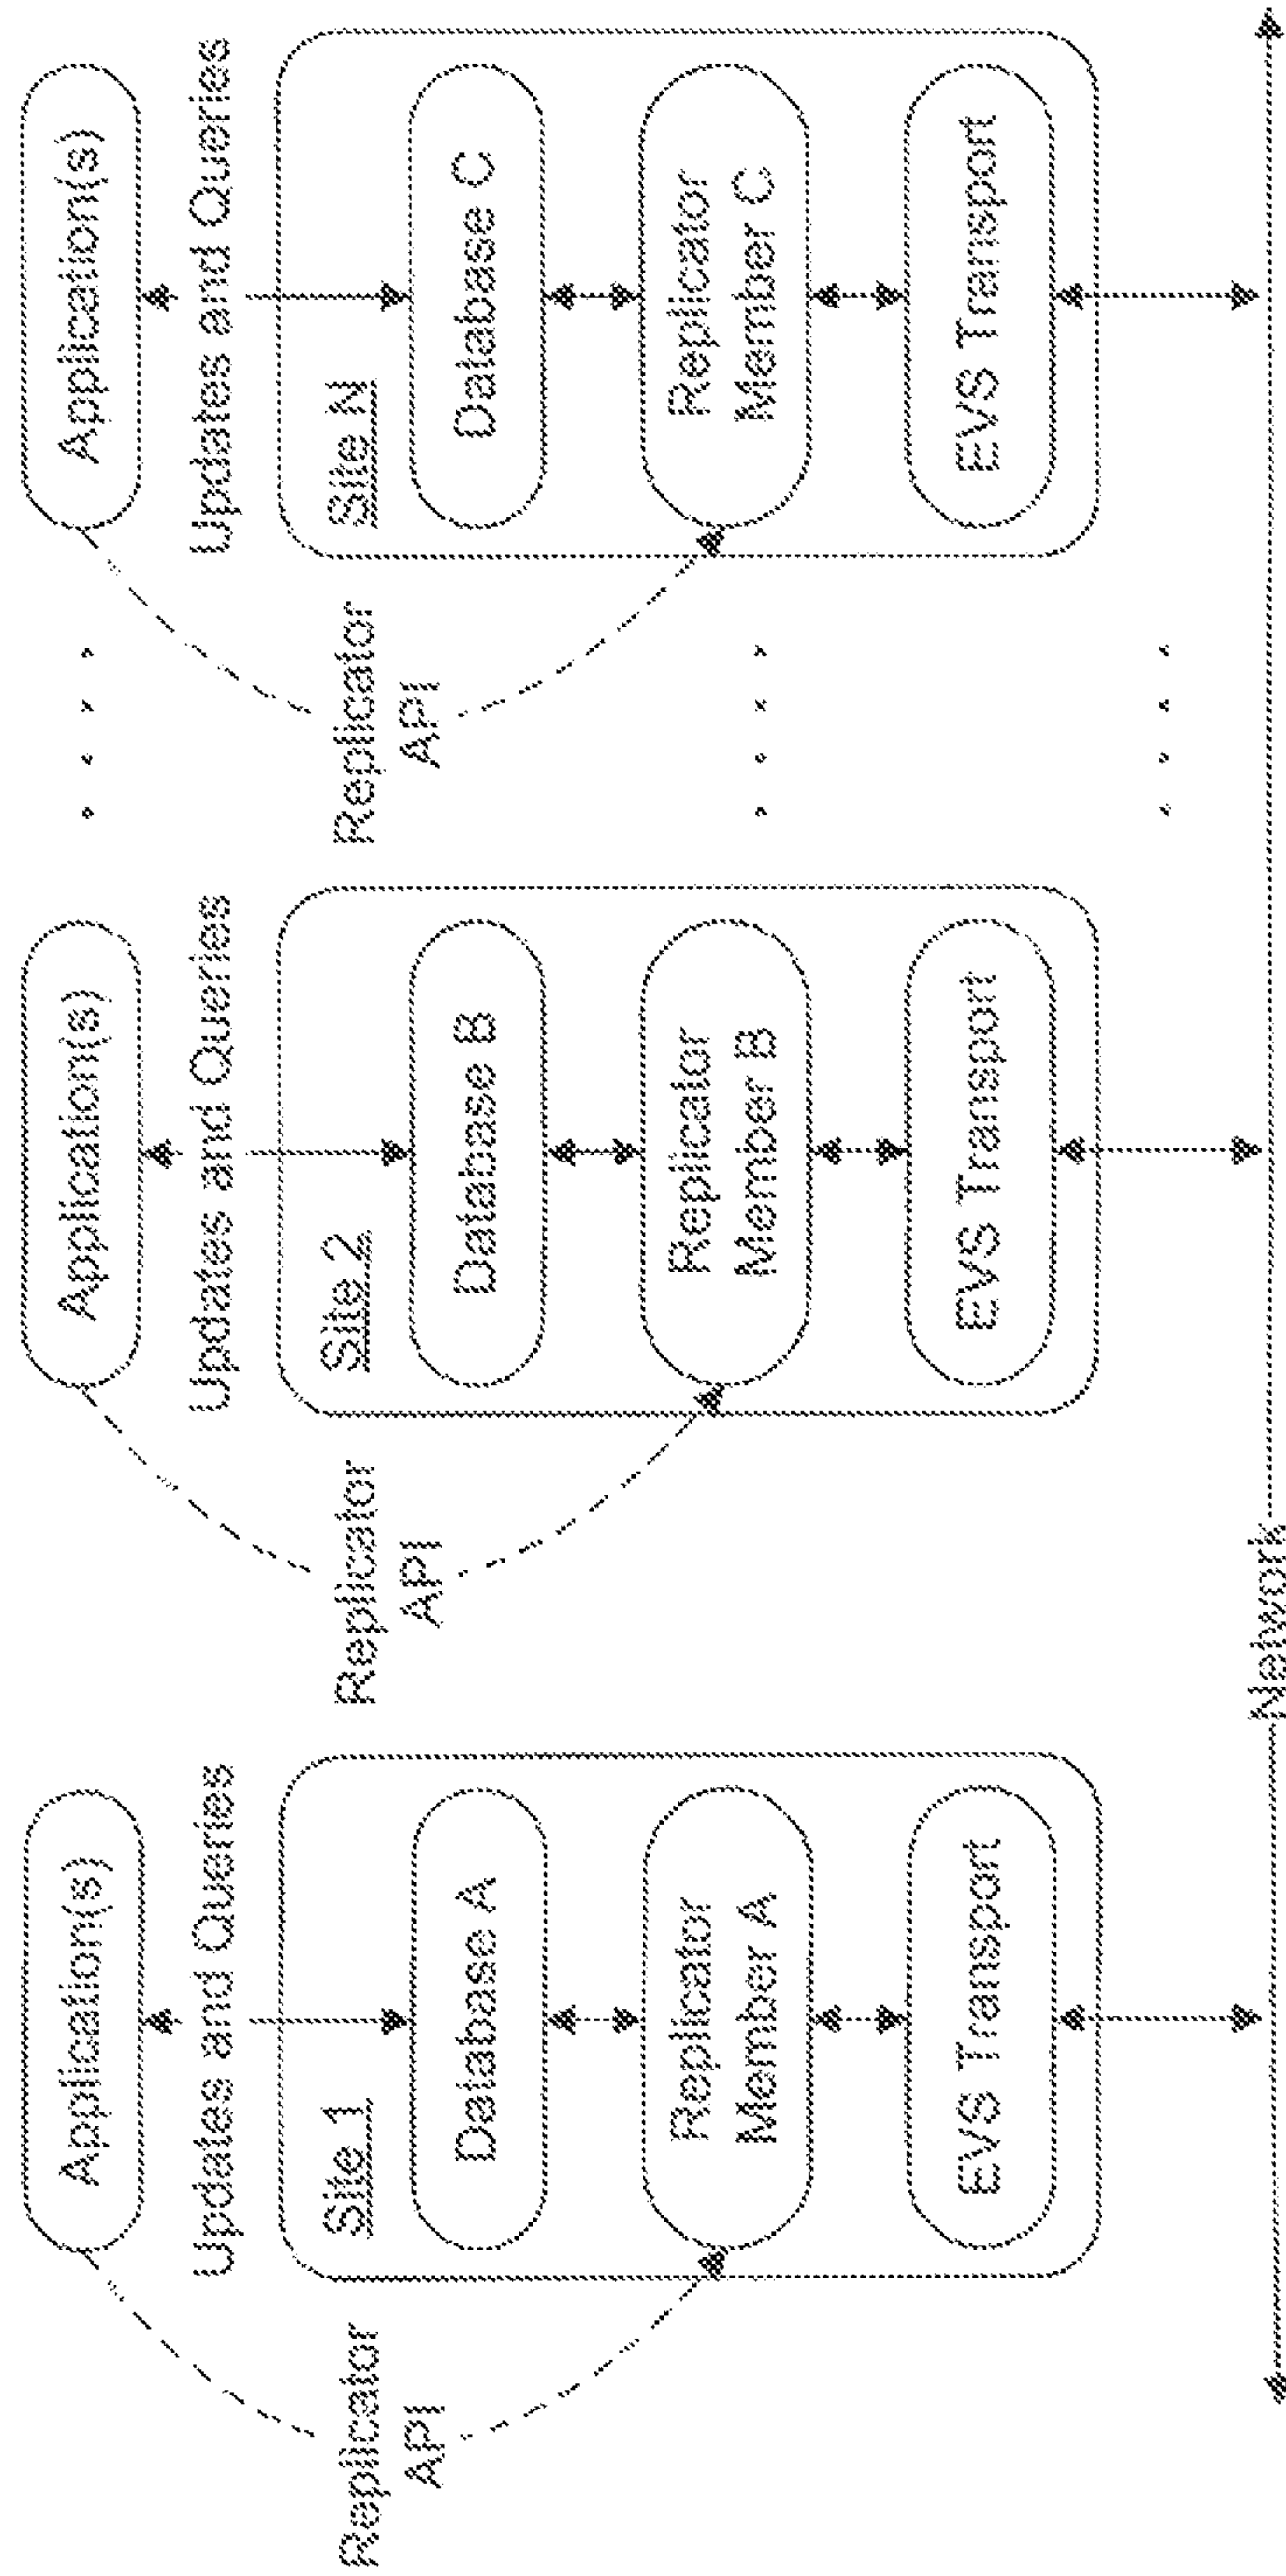 Application(s)
Updates and Queries
Site 1
Database A
Replicator
Member A
EVS Transport
Replicator
API
Application(s)
Updates and Queries
Site 2
Database B
Replicator
Member B
EVS Transport
Replicator
API
Application(s)
Updates and Queries
Site N
Database C
Replicator
Member C
EVS Transport
Replicator
API
Network